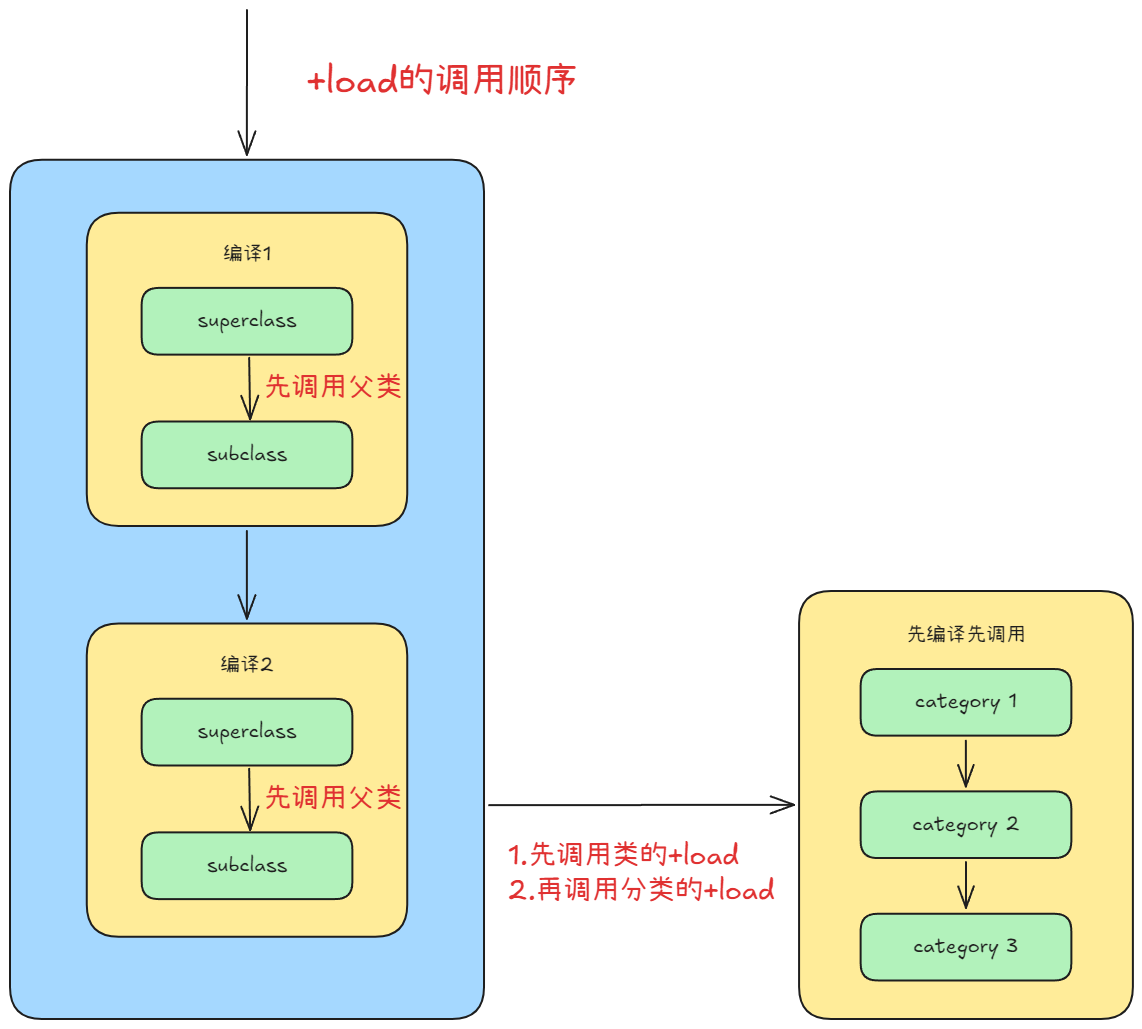 +load的调用顺序
编译1
superclass
先调用父类
subclass
编译2
superclass
先调用父类
subclass
1.先调用类的+load
2.再调用分类的+load
先编译先调用
category 1
category 2
category 3